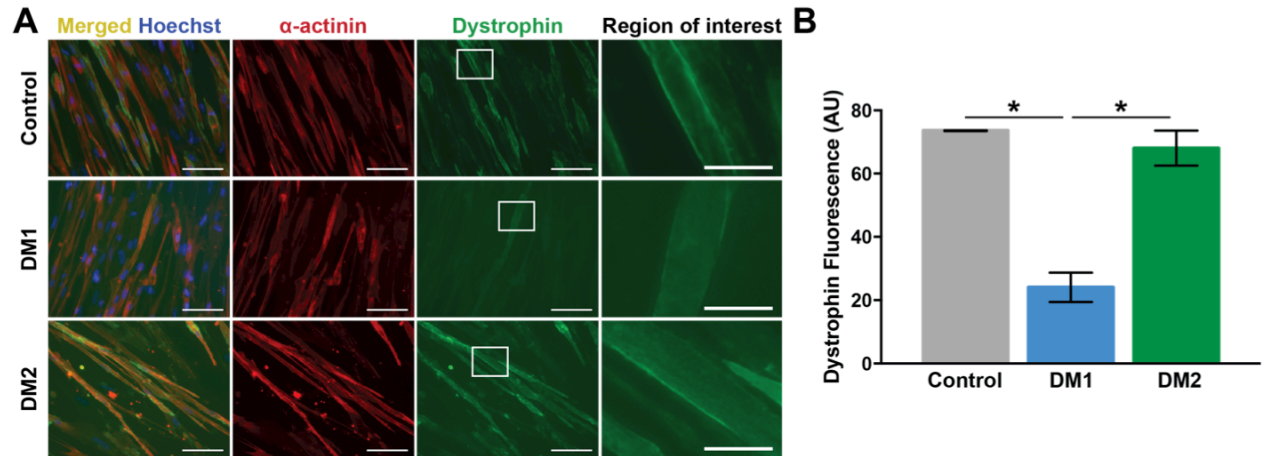 A
Merged Hoechst
α-actinin
Dystrophin
Region of interest
Control
DM1
DM2
B
Dystrophin Fluorescence (AU)
80
60
40
20
0
*
*
Control
DM1
DM2